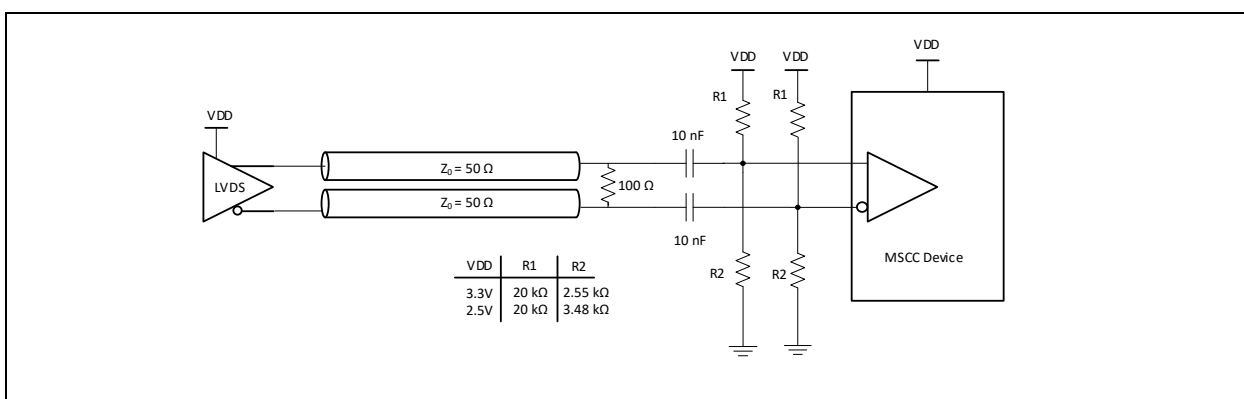 VDD
VDD
VDD
R1
R1
10 nF
VDD
LVDS
Z₀ = 50 Ω
100 Ω
Z₀ = 50 Ω
10 nF
R2
R2
MSCC Device
VDD R1 R2
3.3V 20 kΩ 2.55 kΩ
2.5V 20 kΩ 3.48 kΩ